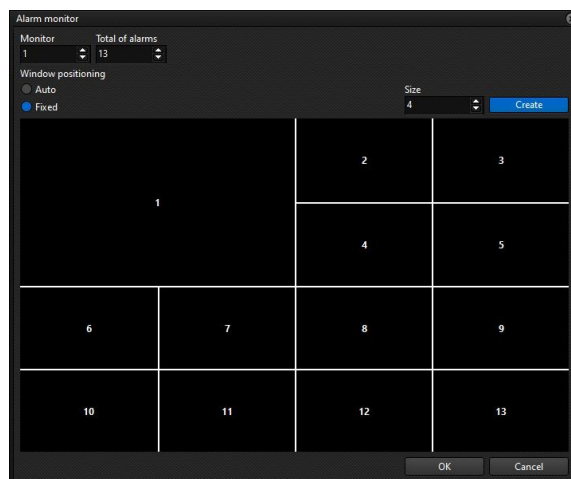 Alarm monitor
Monitor Total of alarms
1 13
Window positioning
Auto
Size
Fixed 4 Create
2 3
1
4 5
6 7 8 9
10 11 12 13
OK Cancel